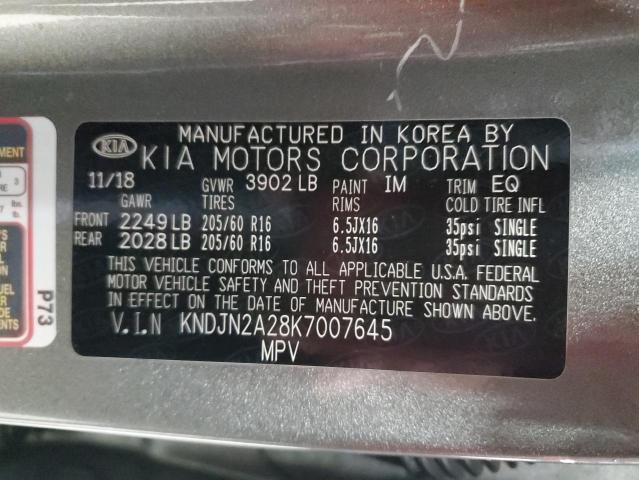 MANUFACTURED IN KOREA BY
KIA KIA MOTORS CORPORATION
11/18 GVWR 3902 LB PAINT IM TRIM EQ
GAWR TIRES RIMS COLD TIRE INFL
FRONT 2249 LB 205/60 R16 6.5JX16 35psi SINGLE
REAR 2028 LB 205/60 R16 6.5JX16 35psi SINGLE
THIS VEHICLE CONFORMS TO ALL APPLICABLE U.S.A. FEDERAL
MOTOR VEHICLE SAFETY AND THEFT PREVENTION STANDARDS
IN EFFECT ON THE DATE OF MANUFACTURE SHOWN ABOVE.
V.I.N KNDJN2A28K7007645
MPV
3
lbs.
P73